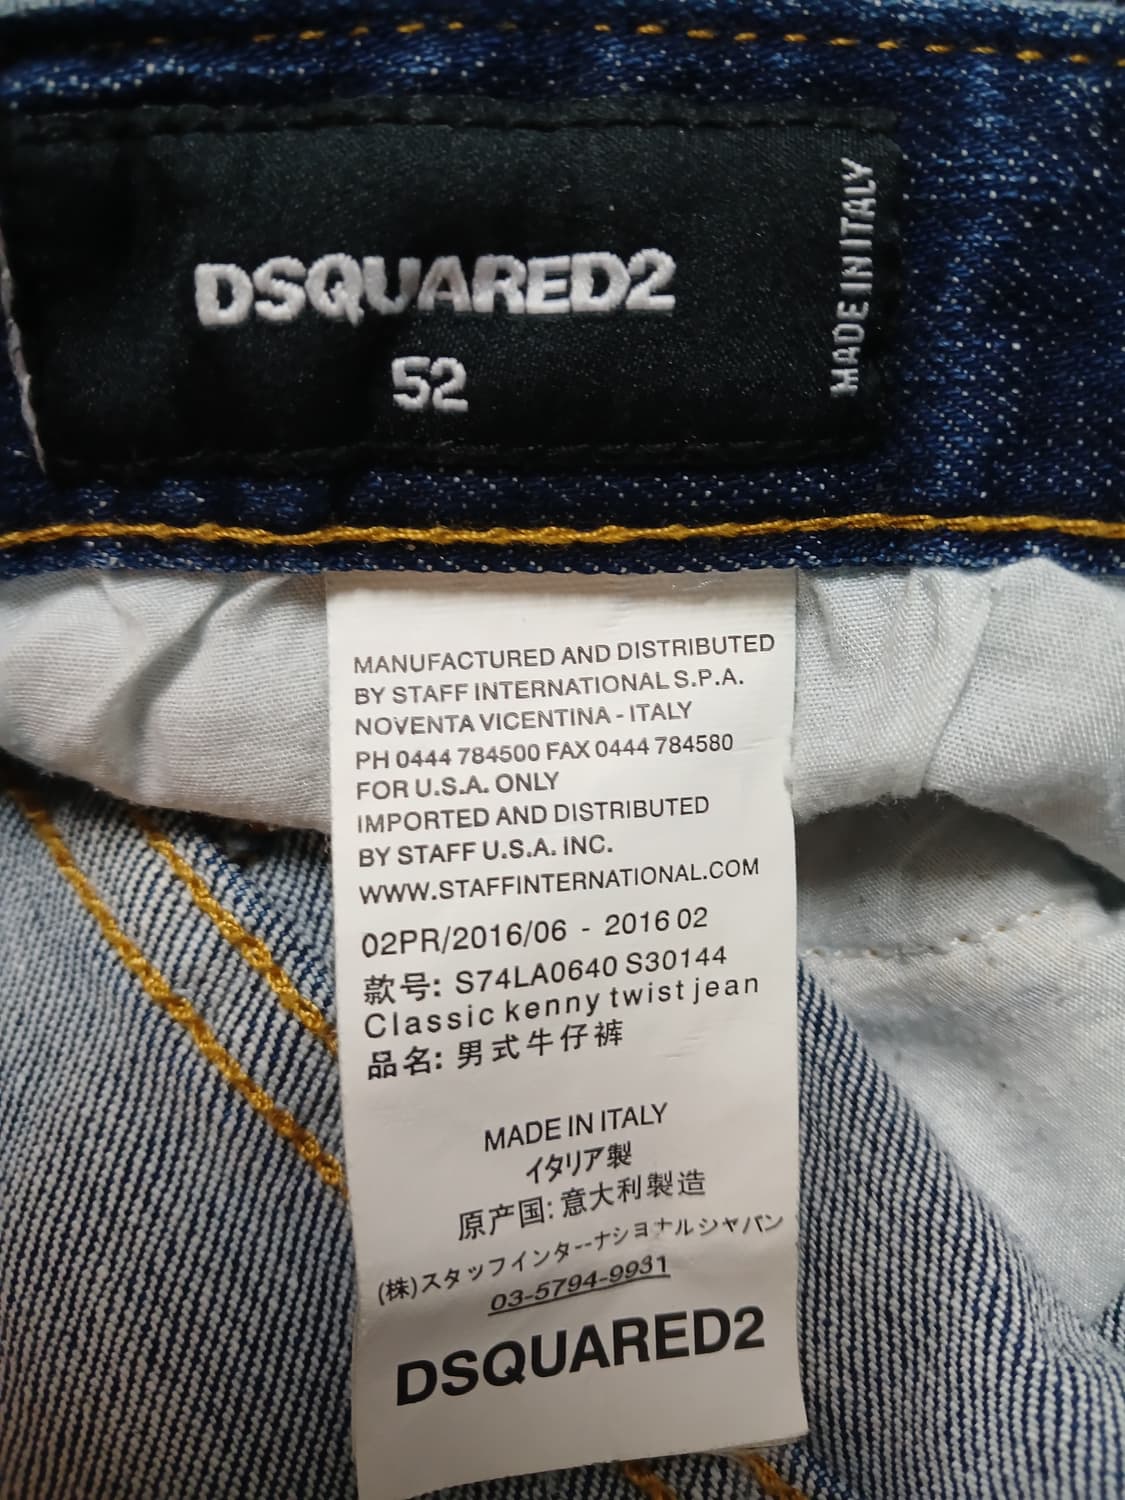 DSQUARED2
52
MADE IN ITALY
MANUFACTURED AND DISTRIBUTED
BY STAFF INTERNATIONAL S.P.A.
NOVENTA VICENTINA - ITALY
PH 0444 784500 FAX 0444 784580
FOR U.S.A. ONLY
IMPORTED AND DISTRIBUTED
BY STAFF U.S.A. INC.
WWW.STAFFINTERNATIONAL.COM
02PR/2016/06 - 2016 02
款号: S74LA0640 S30144
Classic kenny twist jean
品名: 男式牛仔裤
MADE IN ITALY
イタリア製
原产国: 意大利製造
(株)スタッフインターナショナルジャパン
03-5794-9931
DSQUARED2